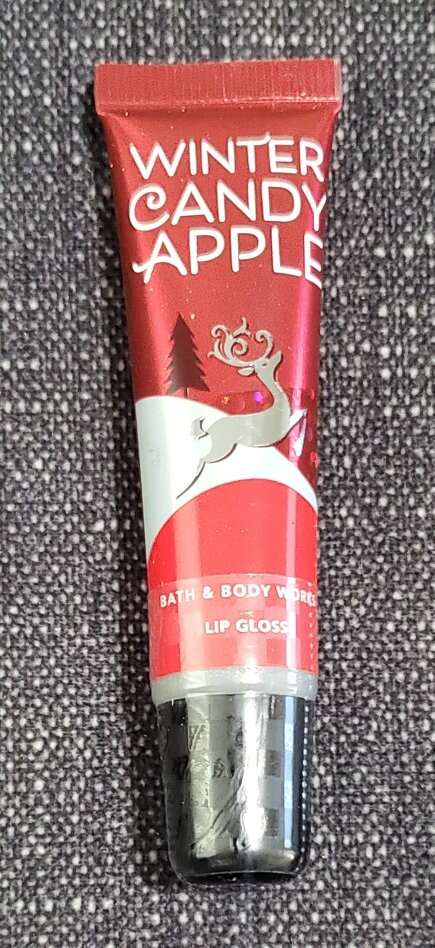 WINTER
CANDY
APPLE
BATH & BODY WORKS
LIP GLOSS